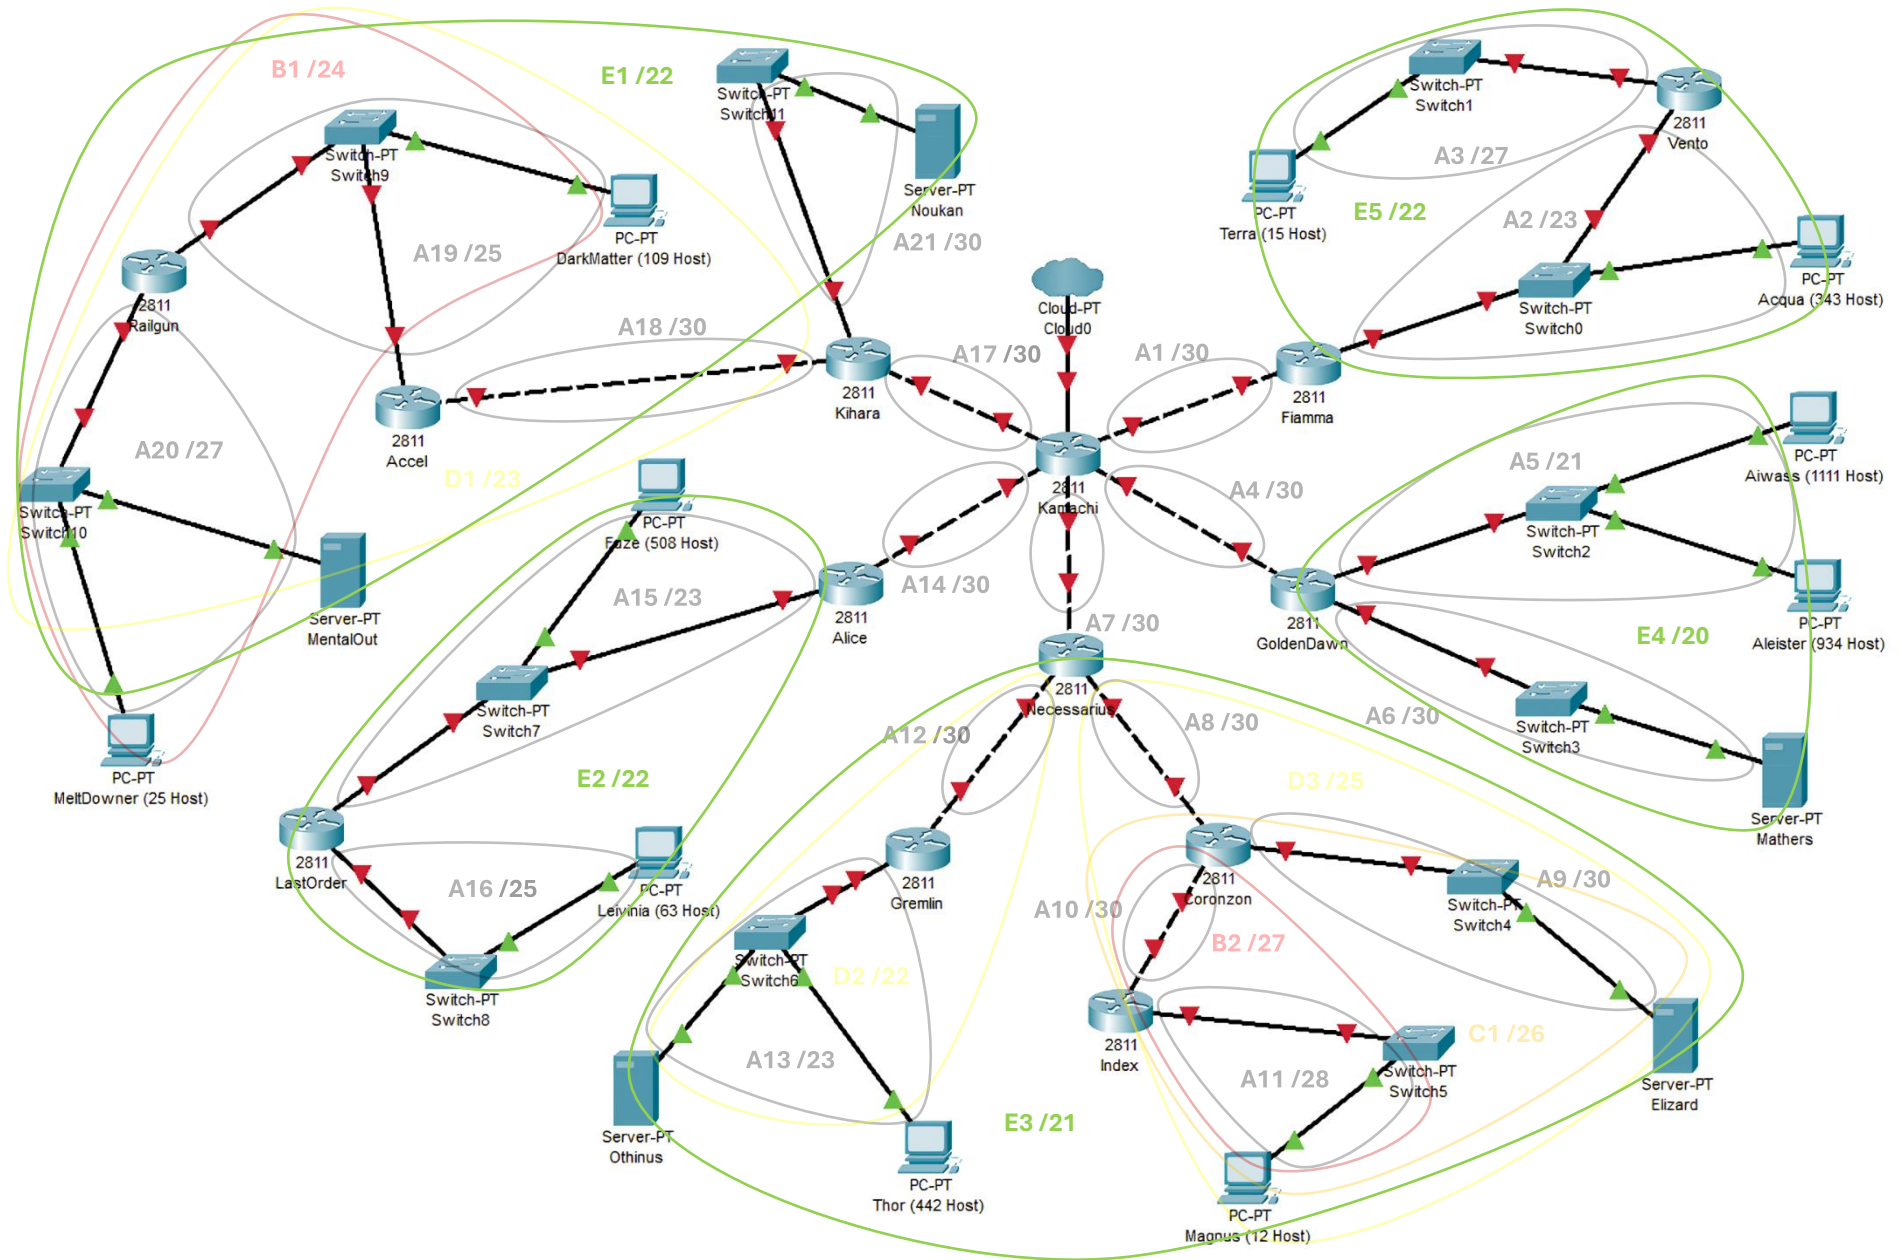 B1 /24
E1 /22
Switch-PT
Switch11
Server-PT
Noukan
A21 /30
Switch-PT
Switch9
PC-PT
DarkMatter (109 Host)
A19 /25
2811
Railgun
A18 /30
2811
Accel
2811
Kihara
A17 /30
Cloud-PT
Cloud0
A1 /30
2811
Fiamma
Switch-PT
Switch1
2811
Vento
A3 /27
PC-PT
Terra (15 Host)
E5 /22
A2 /23
Switch-PT
Switch0
PC-PT
Acqua (343 Host)
A20 /27
D1 /23
Switch-PT
Switch10
Server-PT
MentalOut
PC-PT
MeltDowner (25 Host)
PC-PT
Fuze (508 Host)
A15 /23
A14 /30
2811
Alice
2811
Kamachi
A4 /30
A7 /30
A5 /21
PC-PT
Aiwass (1111 Host)
Switch-PT
Switch2
PC-PT
Aleister (934 Host)
2811
GoldenDawn
E4 /20
A6 /30
Switch-PT
Switch3
Server-PT
Mathers
Switch-PT
Switch7
E2 /22
2811
LastOrder
A16 /25
PC-PT
Leivinia (63 Host)
Switch-PT
Switch8
2811
Necessarius
A12 /30
A8 /30
D3 /25
2811
Gremlin
2811
Coronzon
A9 /30
Switch-PT
Switch4
A10 /30
B2 /27
Switch-PT
Switch6
D2 /22
A13 /23
Server-PT
Othinus
E3 /21
PC-PT
Thor (442 Host)
2811
Index
A11 /28
C1 /26
Switch-PT
Switch5
Server-PT
Elizard
PC-PT
Magnus (12 Host)